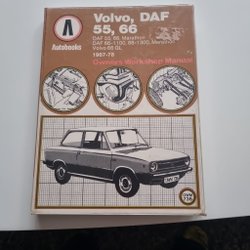 Autobooks
Volvo, DAF
55, 66
DAF 55, 66, Marathon
DAF 66-1100, 66-1300, Marathon
Volvo 66 GL
1967-78
Owners Workshop Manual